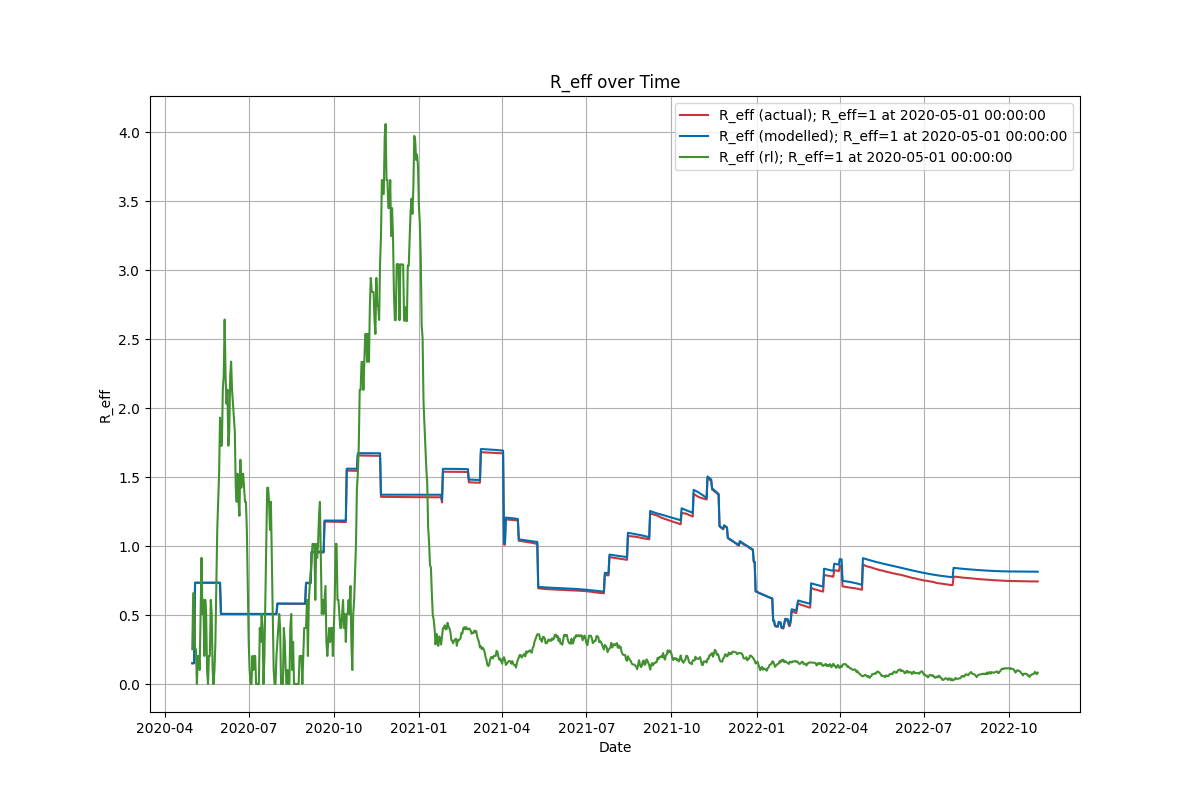 R_eff over Time
R_eff (actual); R_eff=1 at 2020-05-01 00:00:00
R_eff (modelled); R_eff=1 at 2020-05-01 00:00:00
R_eff (rl); R_eff=1 at 2020-05-01 00:00:00
4.0
3.5
3.0
2.5
2.0
1.5
1.0
0.5
0.0
R_eff
2020-04 2020-07 2020-10 2021-01 2021-04 2021-07 2021-10 2022-01 2022-04 2022-07 2022-10
Date